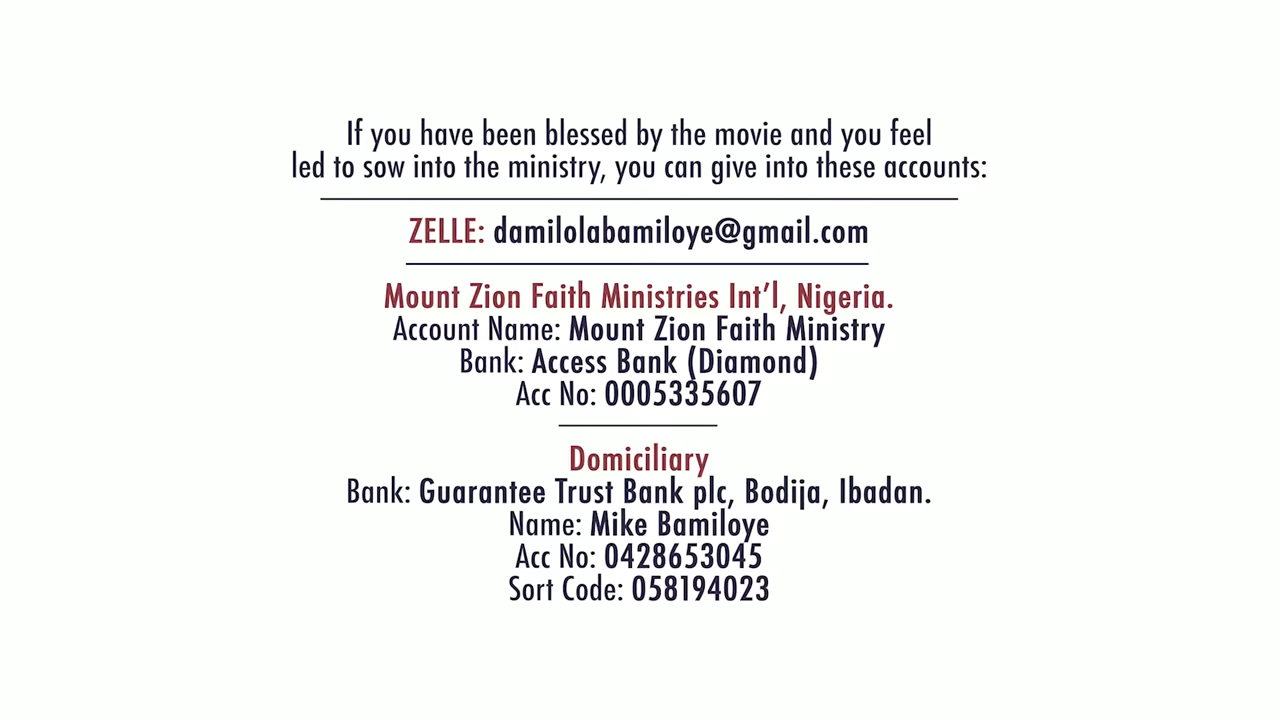 If you have been blessed by the movie and you feel
led to sow into the ministry, you can give into these accounts:
ZELLE: damilolabamiloye@gmail.com
Mount Zion Faith Ministries Int'l, Nigeria.
Account Name: Mount Zion Faith Ministry
Bank: Access Bank (Diamond)
Acc No: 0005335607
Domiciliary
Bank: Guarantee Trust Bank plc, Bodija, Ibadan.
Name: Mike Bamiloye
Acc No: 0428653045
Sort Code: 058194023